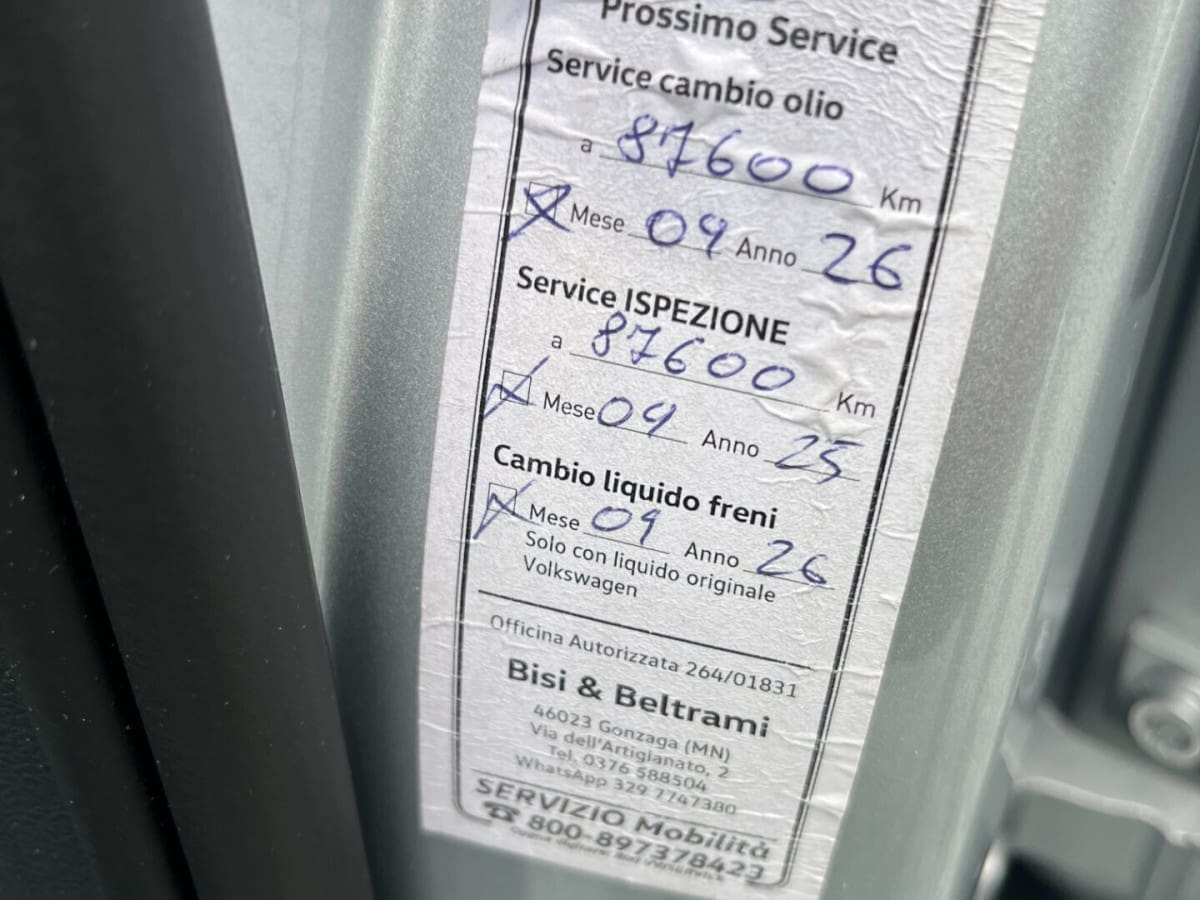 Prossimo Service
Service cambio olio
a 87600 Km
Mese 09 Anno 26
Service ISPEZIONE
a 87600 Km
Mese 09 Anno 25
Cambio liquido freni
Mese 09 Anno 26
Solo con liquido originale
Volkswagen
Officina Autorizzata 264/01831
Bisi & Beltrami
46023 Gonzaga (MN)
Via dell'Artigianato, 2
Tel. 0376 588504
WhatsApp 329 7747380
SERVIZIO Mobilità
☎ 800-897378423